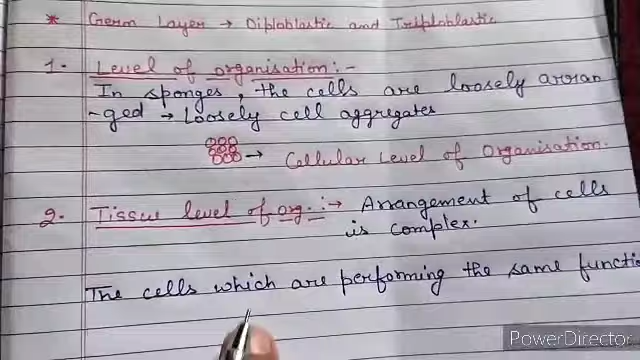 * Germ Layer → Diploblastic and Triploblastic
1. Level of organisation:-
In sponges, the cells are loosely arran
-ged → Loosely cell aggregates
→ Cellular Level of Organisation.
2. Tissue level of org.:→ Arrangement of cells
is complex.
The cells which are performing the same functi
PowerDirector